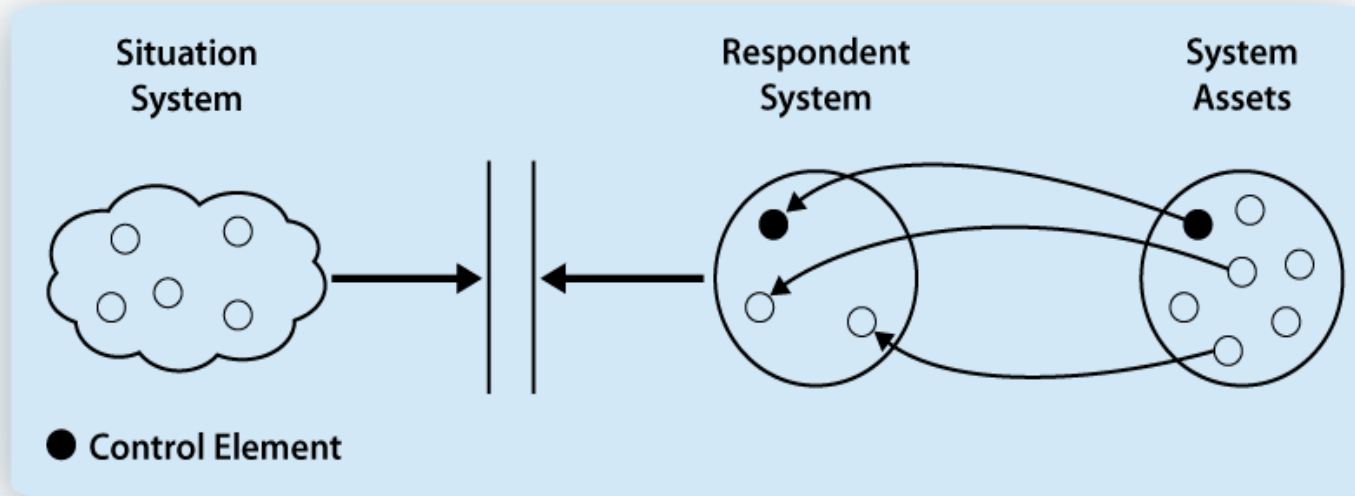 Situation
System
Respondent
System
System
Assets
Control Element